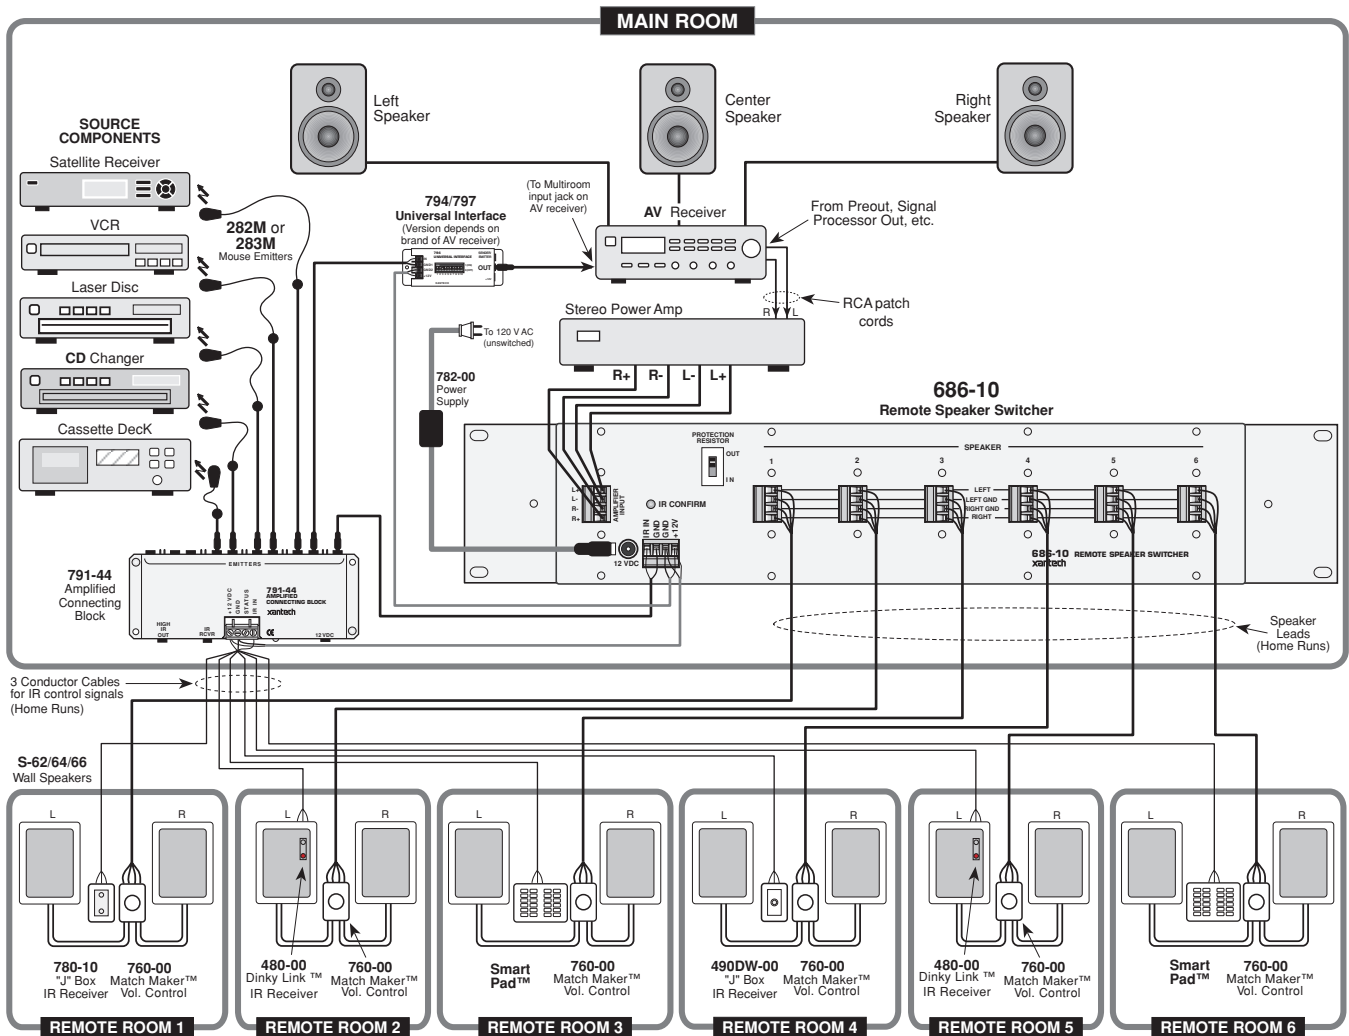 MAIN ROOM
Left
Speaker
Center
Speaker
Right
Speaker
SOURCE
COMPONENTS
Satellite Receiver
VCR
Laser Disc
CD Changer
Cassette DecK
282M or
283M
Mouse Emitters
794/797
Universal Interface
(Version depends on
brand of AV receiver)
UNIVERSAL INTERFACE
OUT
(To Multiroom
input jack on
AV receiver)
AV Receiver
From Preout, Signal
Processor Out, etc.
RCA patch
cords
R L
Stereo Power Amp
R+ R- L- L+
To 120 V AC
(unswitched)
782-00
Power
Supply
686-10
Remote Speaker Switcher
PROTECTION
RESISTOR
OUT
IN
SPEAKER
1 2 3 4 5 6
LEFT
LEFT GND
RIGHT GND
RIGHT
L+
L-
R-
R+
AMPLIFIER
INPUT
IR CONFIRM
IR IN
GND
GND
+12V
12 VDC
686-10 REMOTE SPEAKER SWITCHER
xantech
791-44
Amplified
Connecting
Block
EMITTERS
+12 VDC
GND
STATUS
IR IN
791-44
AMPLIFIED
CONNECTING BLOCK
xantech
CE
HIGH
IR
OUT
IR
RCVR
12 VDC
Speaker
Leads
(Home Runs)
3 Conductor Cables
for IR control signals
(Home Runs)
S-62/64/66
Wall Speakers
L R
780-10
"J" Box
IR Receiver
760-00
Match Maker™
Vol. Control
REMOTE ROOM 1
L R
480-00
Dinky Link ™
IR Receiver
760-00
Match Maker™
Vol. Control
REMOTE ROOM 2
L R
Smart
Pad™
760-00
Match Maker™
Vol. Control
REMOTE ROOM 3
L R
490DW-00
"J" Box
IR Receiver
760-00
Match Maker™
Vol. Control
REMOTE ROOM 4
L R
480-00
Dinky Link ™
IR Receiver
760-00
Match Maker™
Vol. Control
REMOTE ROOM 5
L R
Smart
Pad™
760-00
Match Maker™
Vol. Control
REMOTE ROOM 6